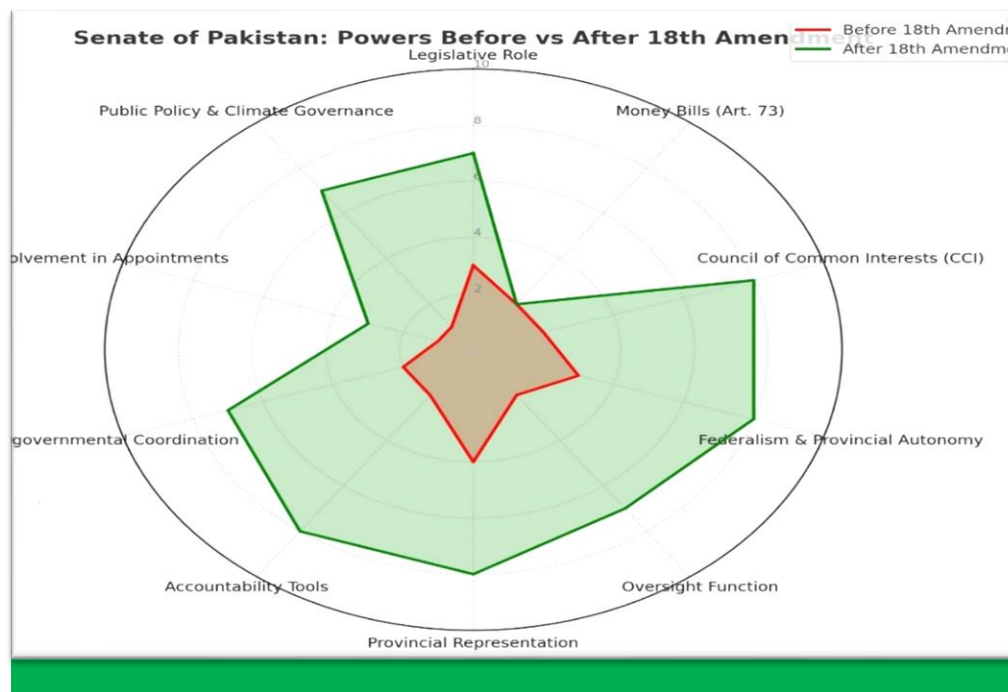 Senate of Pakistan: Powers Before vs After 18th Amendment
Before 18th Amendm
After 18th Amendme
Legislative Role
10
Public Policy & Climate Governance
Money Bills (Art. 73)
8
6
4
2
olvement in Appointments
Council of Common Interests (CCI)
governmental Coordination
Federalism & Provincial Autonomy
Accountability Tools
Oversight Function
Provincial Representation